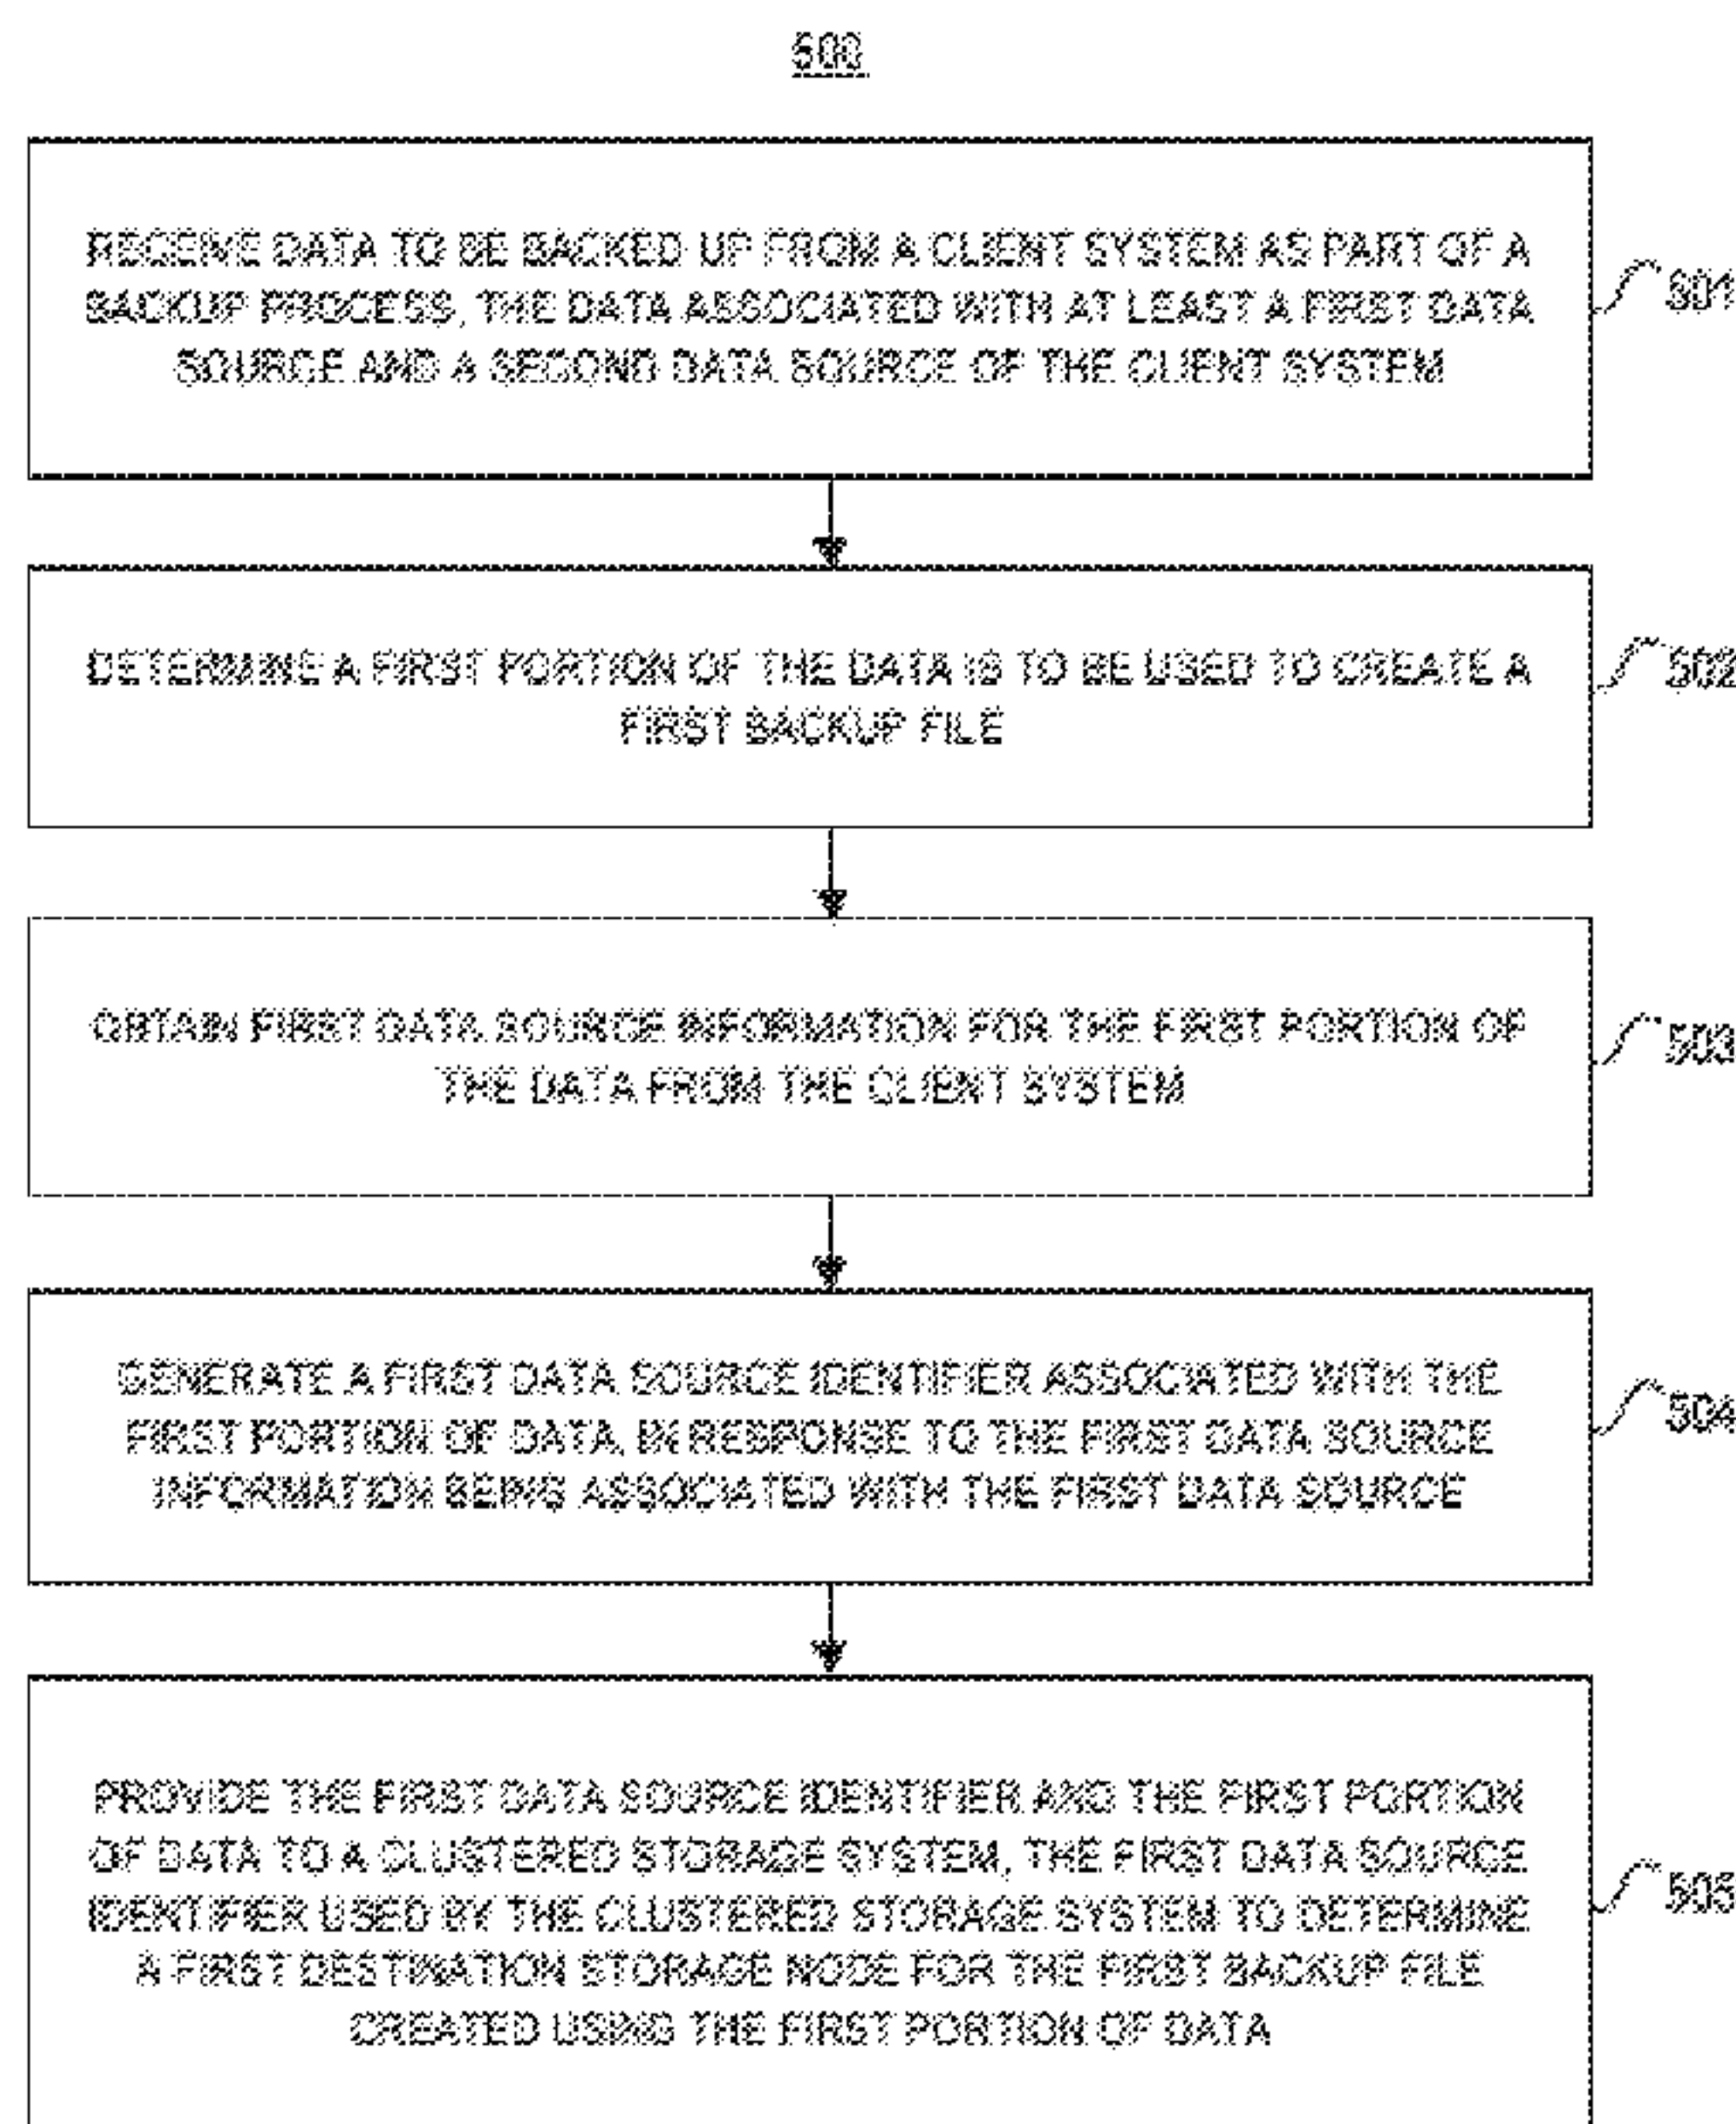 500
RECEIVE DATA TO BE BACKED UP FROM A CLIENT SYSTEM AS PART OF A
BACKUP PROCESS, THE DATA ASSOCIATED WITH AT LEAST A FIRST DATA
SOURCE AND A SECOND DATA SOURCE OF THE CLIENT SYSTEM
501
DETERMINE A FIRST PORTION OF THE DATA IS TO BE USED TO CREATE A
FIRST BACKUP FILE
502
OBTAIN FIRST DATA SOURCE INFORMATION FOR THE FIRST PORTION OF
THE DATA FROM THE CLIENT SYSTEM
503
GENERATE A FIRST DATA SOURCE IDENTIFIER ASSOCIATED WITH THE
FIRST PORTION OF DATA, IN RESPONSE TO THE FIRST DATA SOURCE
INFORMATION BEING ASSOCIATED WITH THE FIRST DATA SOURCE
504
PROVIDE THE FIRST DATA SOURCE IDENTIFIER AND THE FIRST PORTION
OF DATA TO A CLUSTERED STORAGE SYSTEM, THE FIRST DATA SOURCE
IDENTIFIER USED BY THE CLUSTERED STORAGE SYSTEM TO DETERMINE
A FIRST DESTINATION STORAGE NODE FOR THE FIRST BACKUP FILE
CREATED USING THE FIRST PORTION OF DATA
505